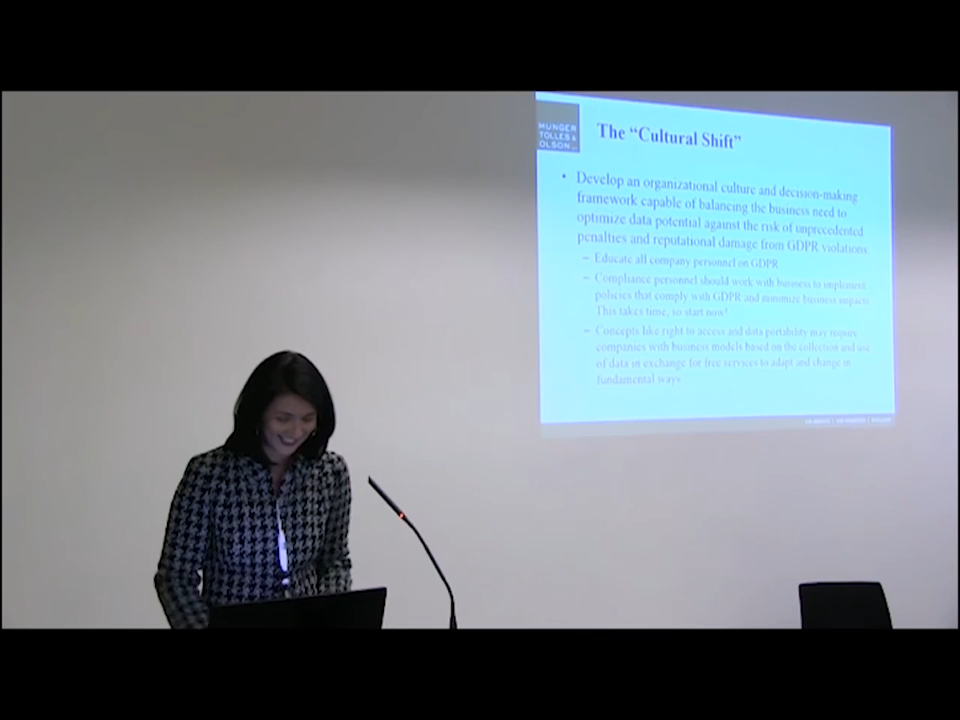 MUNGER
TOLLES &
OLSON LLP
The “Cultural Shift”
• Develop an organizational culture and decision-making
framework capable of balancing the business need to
optimize data potential against the risk of unprecedented
penalties and reputational damage from GDPR violations.
– Educate all company personnel on GDPR
– Compliance personnel should work with business to implement
policies that comply with GDPR and minimize business impacts.
This takes time, so start now!
– Concepts like right to access and data portability may require
companies with business models based on the collection and use
of data in exchange for free services to adapt and change in
fundamental ways